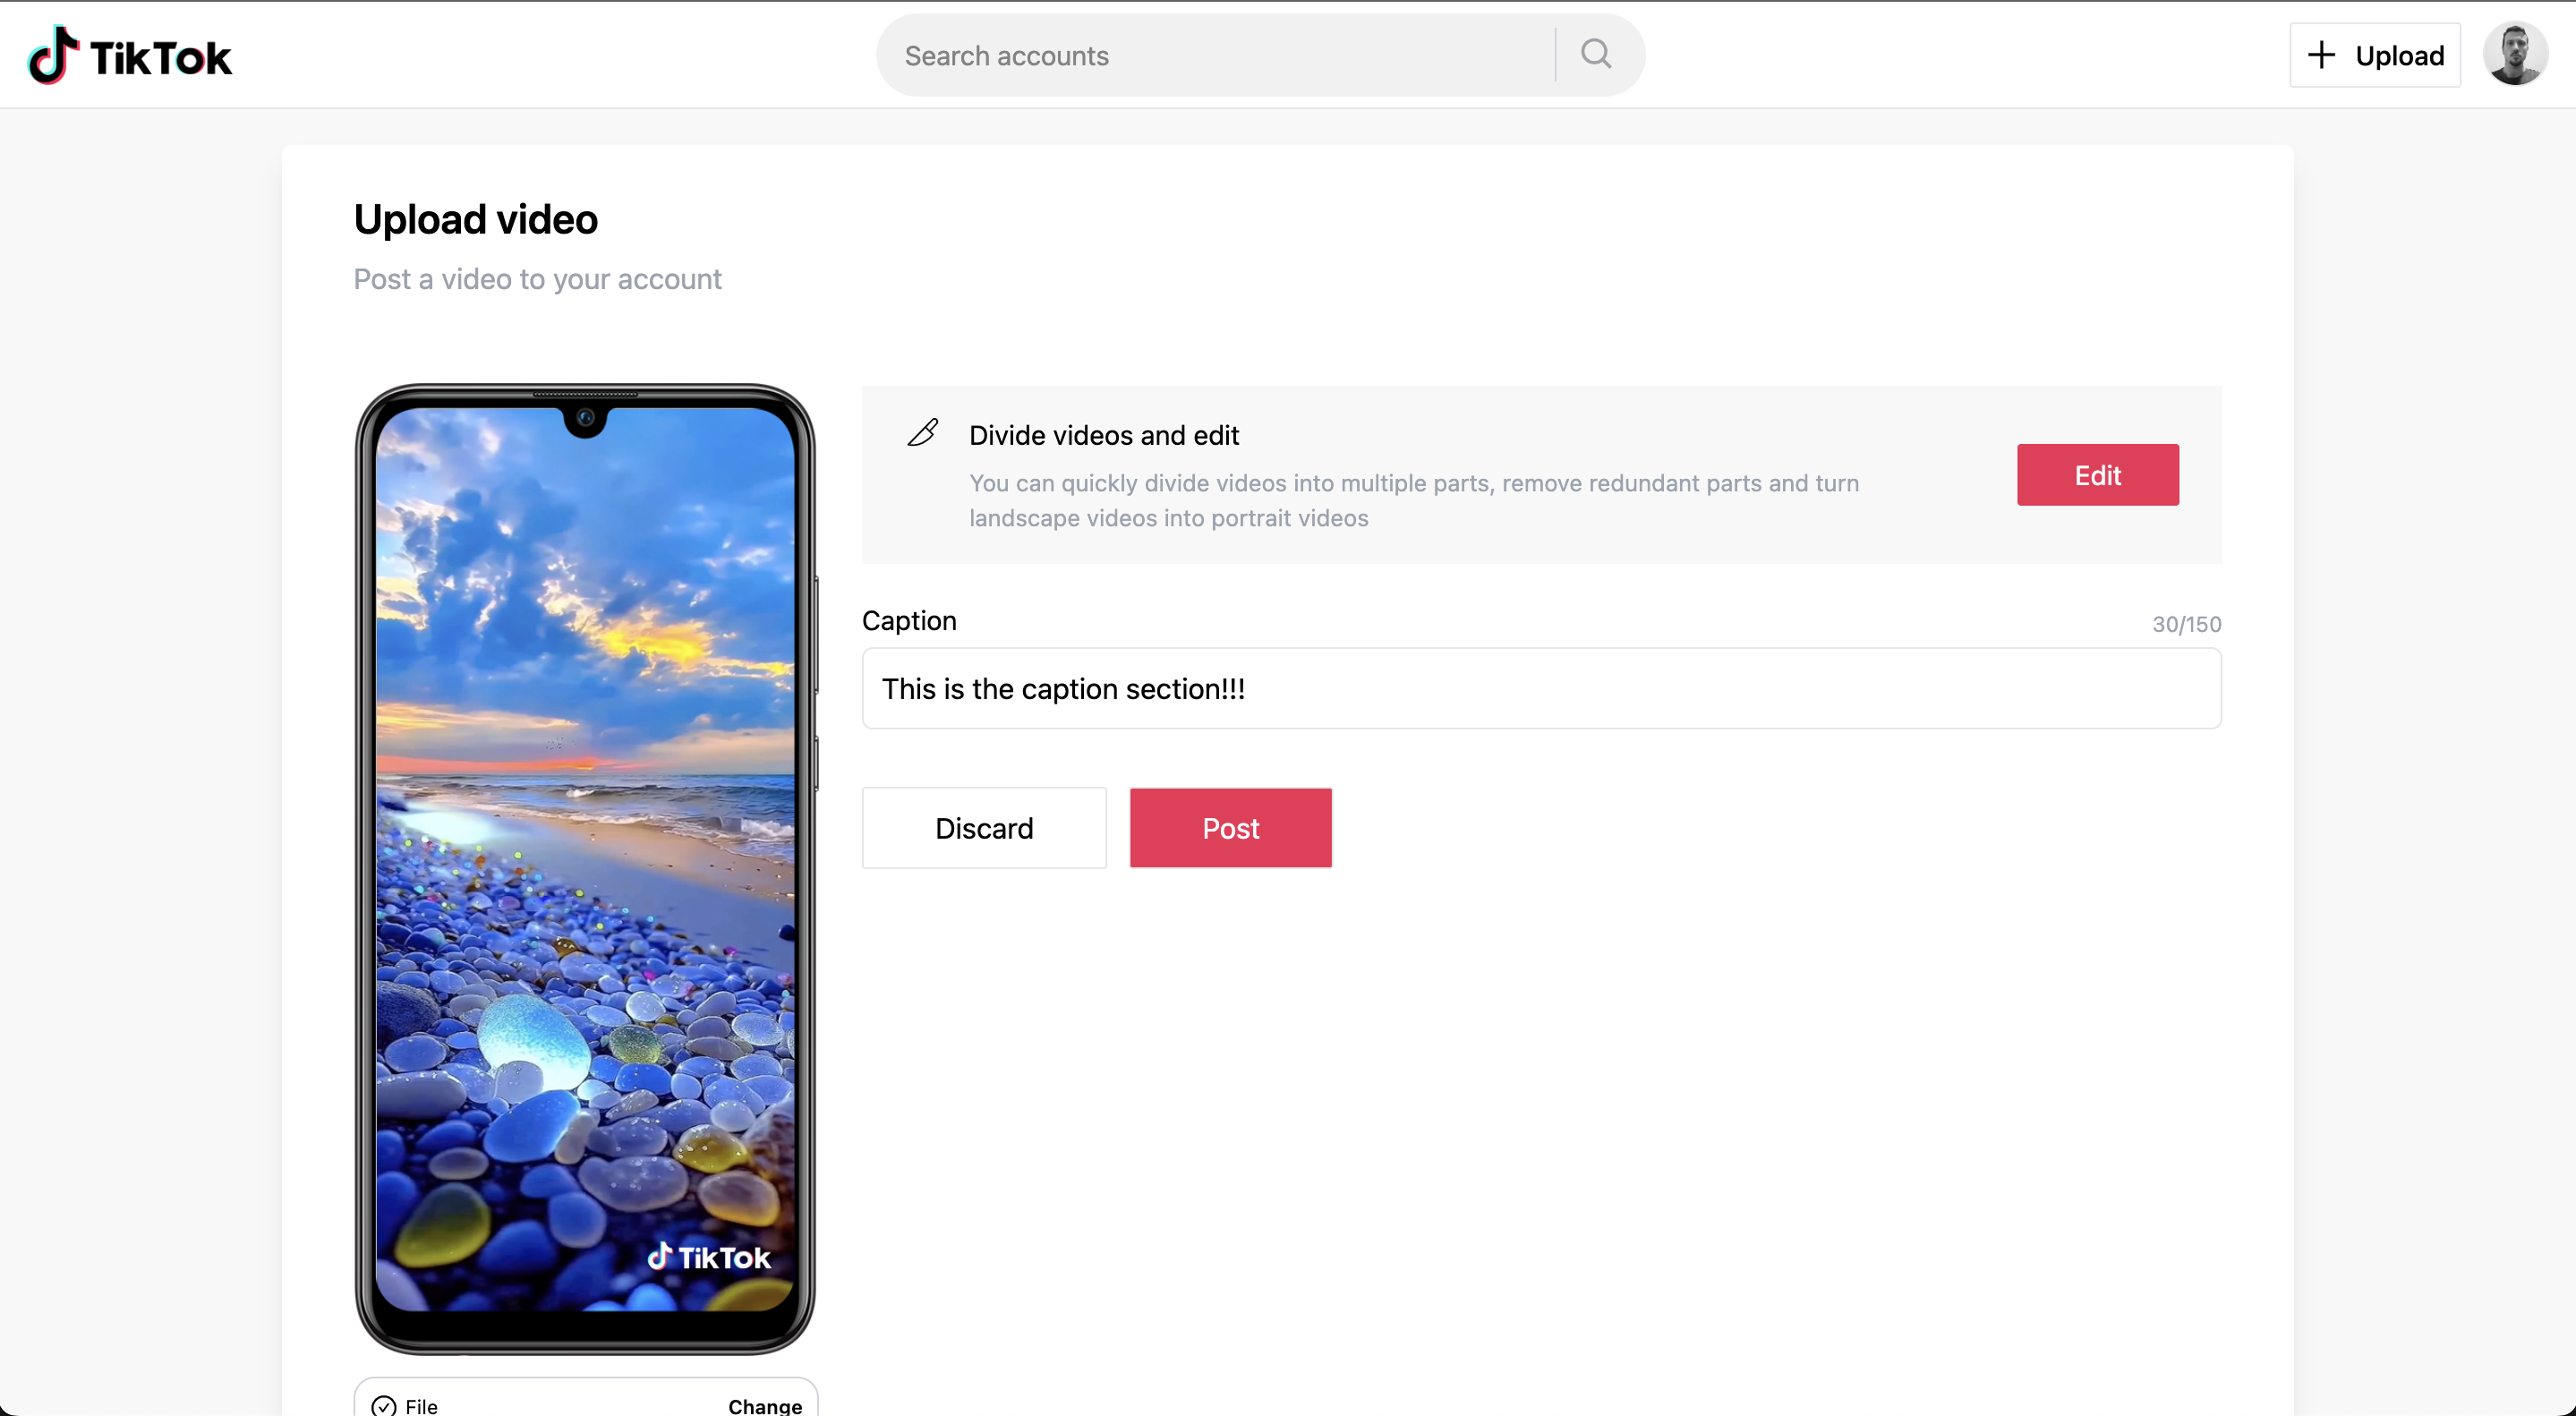 TikTok
Search accounts
Upload
Upload video
Post a video to your account
Divide videos and edit
You can quickly divide videos into multiple parts, remove redundant parts and turn
landscape videos into portrait videos
Edit
Caption
30/150
This is the caption section!!!
Discard
Post
TikTok
File
Change